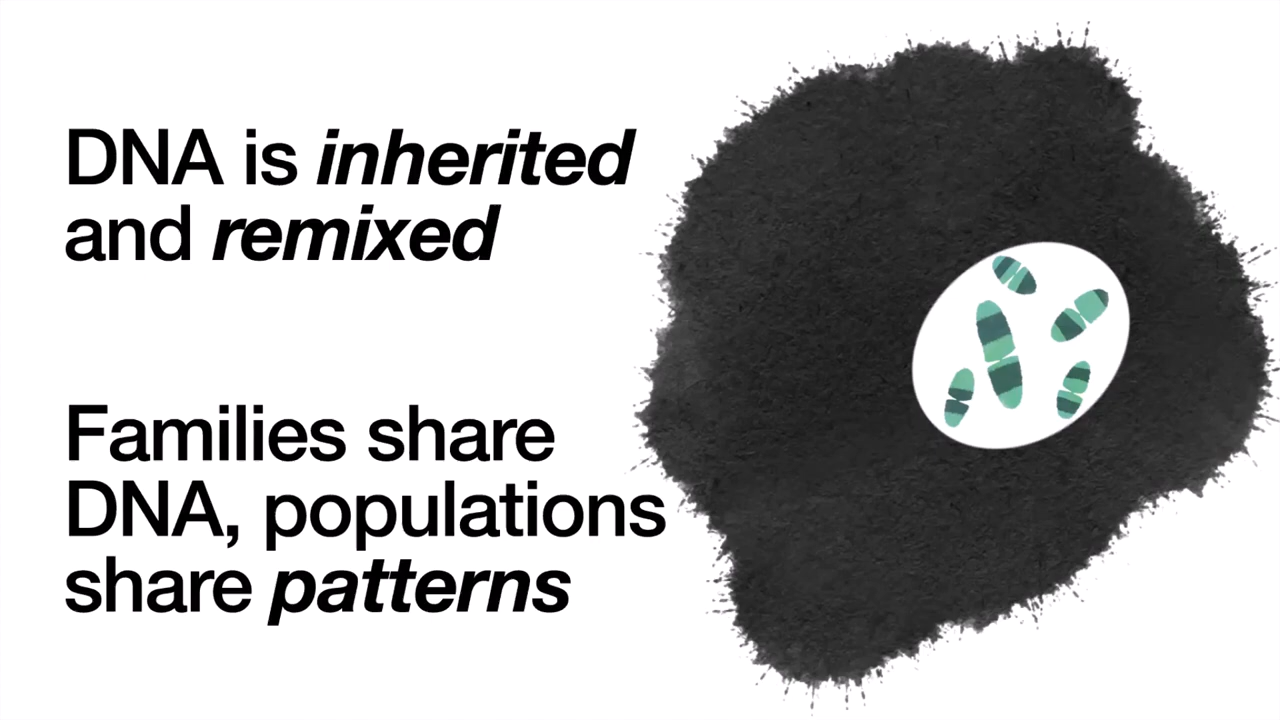 DNA is inherited
and remixed
Families share
DNA, populations
share patterns